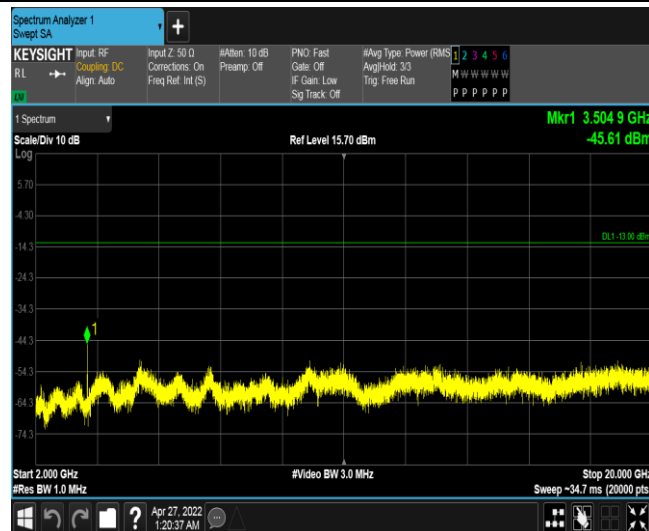 Spectrum Analyzer 1
Swept SA
KEYSIGHT
RL
Input: RF
Coupling: DC
Align: Auto
Input Z: 50 Ω
Corrections: On
Freq Ref: Int (S)
#Atten: 10 dB
Preamp: Off
PNO: Fast
Gate: Off
IF Gain: Low
Sig Track: Off
#Avg Type: Power (RMS
Avg|Hold: 3/3
Trig: Free Run
1 2 3 4 5 6
M W W W W W
P P P P P P
1 Spectrum
Scale/Div 10 dB
Ref Level 15.70 dBm
Mkr1 3.504 9 GHz
-45.61 dBm
Log
5.70
-4.30
DL1 -13.00 dBm
-14.3
-24.3
-34.3
1
-44.3
-54.3
-64.3
-74.3
Start 2.000 GHz
#Video BW 3.0 MHz
Stop 20.000 GHz
#Res BW 1.0 MHz
Sweep ~34.7 ms (20000 pts
?
Apr 27, 2022
1:20:37 AM